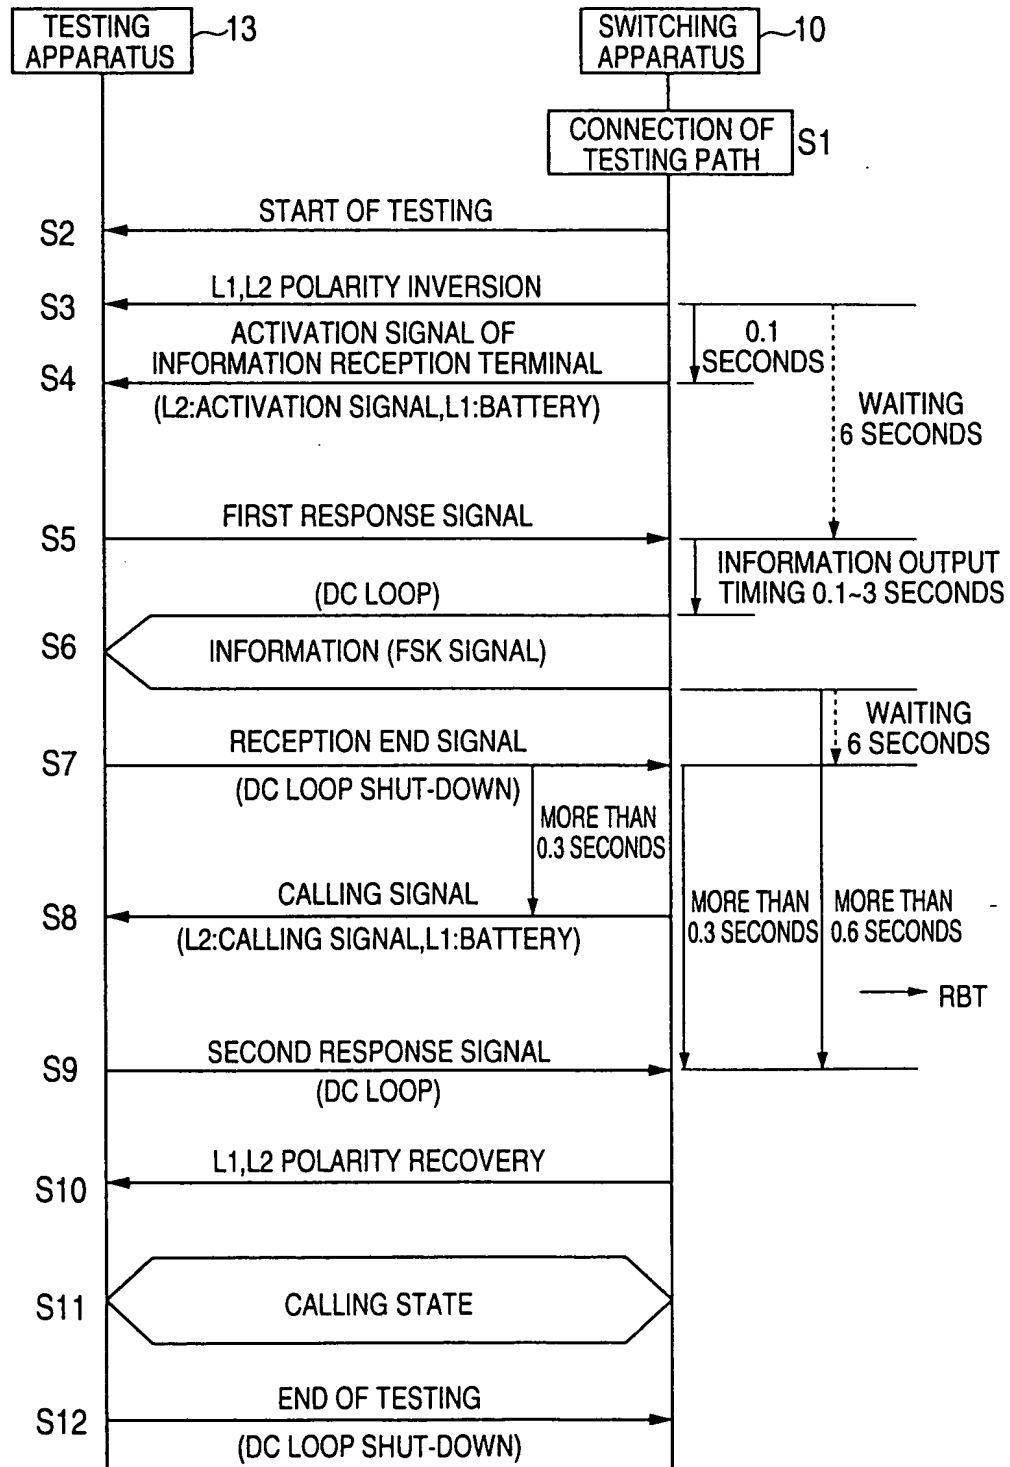 TESTING
APPARATUS
13
SWITCHING
APPARATUS
10
CONNECTION OF
TESTING PATH
S1
START OF TESTING
S2
L1,L2 POLARITY INVERSION
S3
ACTIVATION SIGNAL OF
INFORMATION RECEPTION TERMINAL
S4
(L2:ACTIVATION SIGNAL,L1:BATTERY)
0.1
SECONDS
WAITING
6 SECONDS
FIRST RESPONSE SIGNAL
S5
(DC LOOP)
INFORMATION OUTPUT
TIMING 0.1~3 SECONDS
S6
INFORMATION (FSK SIGNAL)
WAITING
6 SECONDS
RECEPTION END SIGNAL
S7
(DC LOOP SHUT-DOWN)
MORE THAN
0.3 SECONDS
CALLING SIGNAL
S8
(L2:CALLING SIGNAL,L1:BATTERY)
MORE THAN
0.3 SECONDS
MORE THAN
0.6 SECONDS
RBT
SECOND RESPONSE SIGNAL
S9
(DC LOOP)
L1,L2 POLARITY RECOVERY
S10
S11
CALLING STATE
END OF TESTING
S12
(DC LOOP SHUT-DOWN)